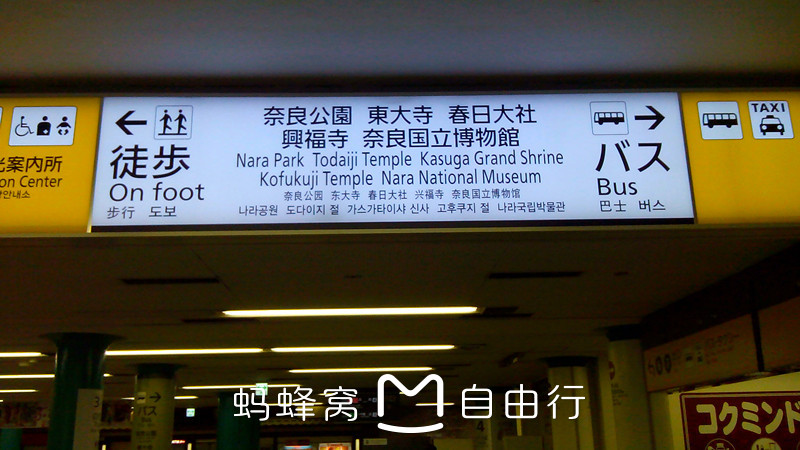 光案内所
on Center
안내소
← 徒歩
On foot
步行 도보
奈良公園 東大寺 春日大社
興福寺 奈良国立博物館
Nara Park Todaiji Temple Kasuga Grand Shrine
Kofukuji Temple Nara National Museum
奈良公园 东大寺 春日大社 兴福寺 奈良国立博物馆
나라공원 도다이지 절 가스가타이샤 신사 고후쿠지 절 나라국립박물관
→
バス
Bus
巴士 버스
TAXI
バス
コクミンド
蚂蜂窝 自由行